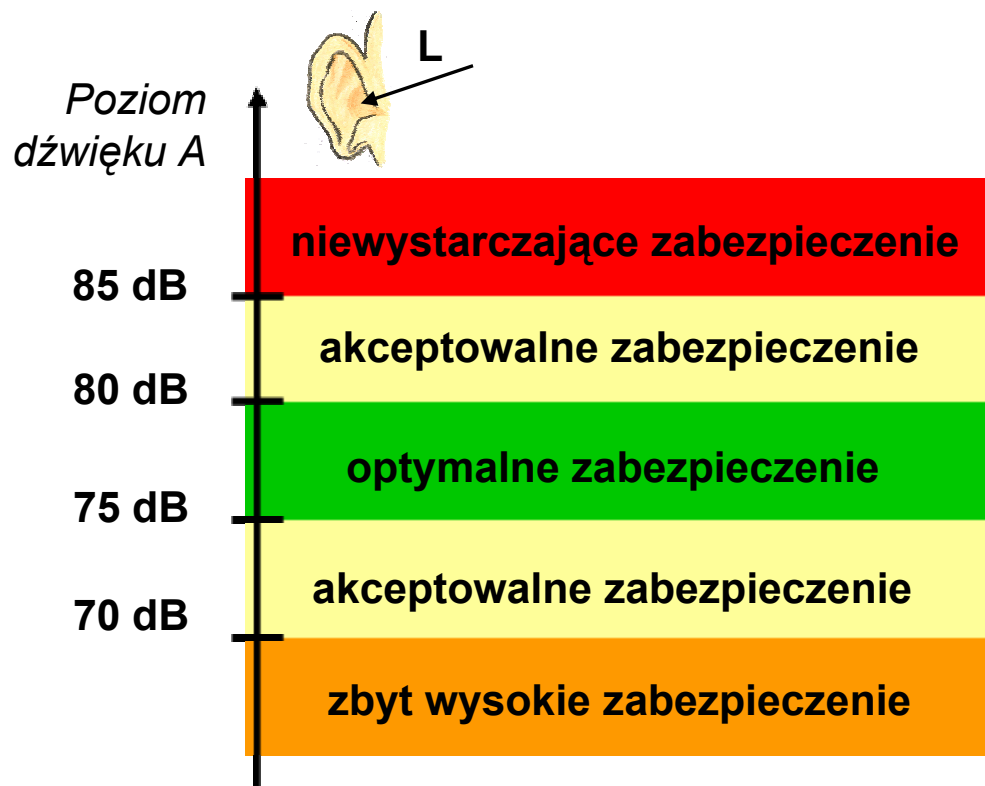 L
Poziom
dźwięku A
niewystarczające zabezpieczenie
85 dB
akceptowalne zabezpieczenie
80 dB
optymalne zabezpieczenie
75 dB
akceptowalne zabezpieczenie
70 dB
zbyt wysokie zabezpieczenie